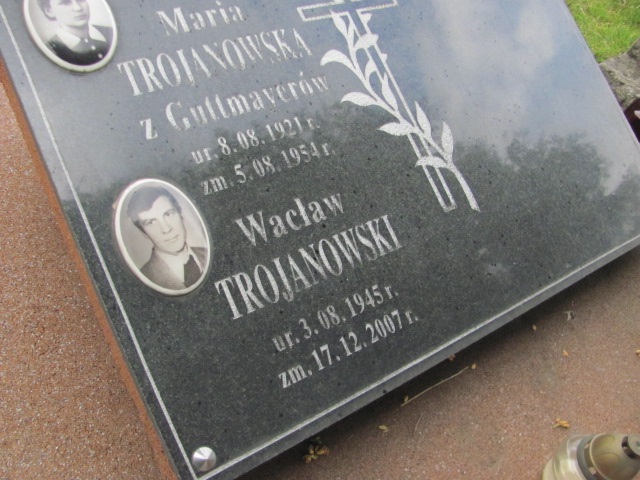 Maria
TROJANOWSKA
z Guttmayerów
ur. 8.08.1921 r.
zm. 5.08.1954 r.
Wacław
TROJANOWSKI
ur. 3.08.1945 r.
zm. 17.12.2007 r.